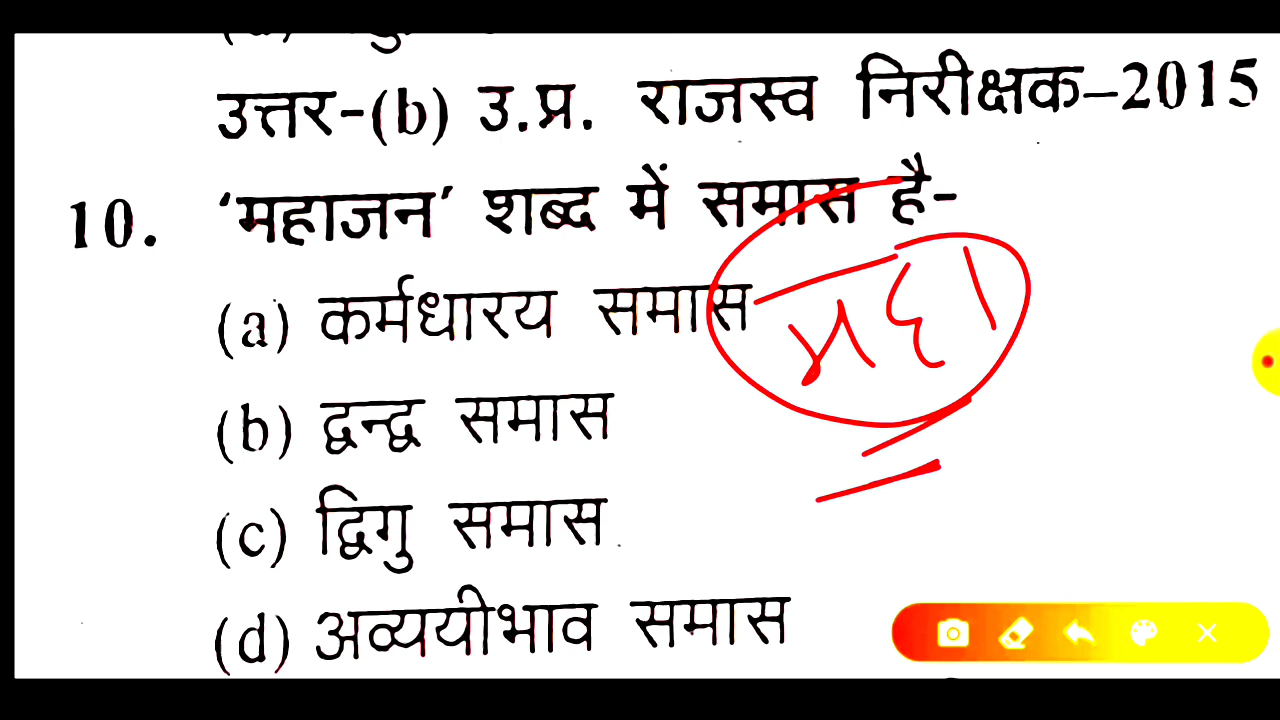 उत्तर-(b) उ.प्र. राजस्व निरीक्षक–2015
10. ‘महाजन’ शब्द में समास है-
(a) कर्मधारय समास
महा
(b) द्वन्द्व समास
(c) द्विगु समास
(d) अव्ययीभाव समास